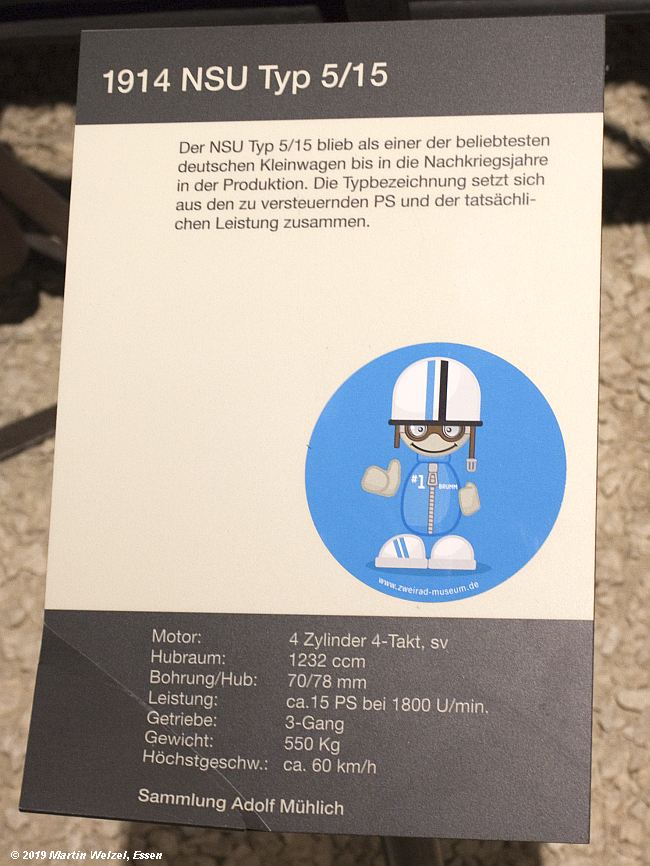 1914 NSU Typ 5/15
Der NSU Typ 5/15 blieb als einer der beliebtesten
deutschen Kleinwagen bis in die Nachkriegsjahre
in der Produktion. Die Typbezeichnung setzt sich
aus den zu versteuernden PS und der tatsächli-
chen Leistung zusammen.
#1 BRUMM
www.zweirad-museum.de
Motor: 4 Zylinder 4-Takt, sv
Hubraum: 1232 ccm
Bohrung/Hub: 70/78 mm
Leistung: ca.15 PS bei 1800 U/min.
Getriebe: 3-Gang
Gewicht: 550 Kg
Höchstgeschw.: ca. 60 km/h
Sammlung Adolf Mühlich
© 2019 Martin Welzel, Essen